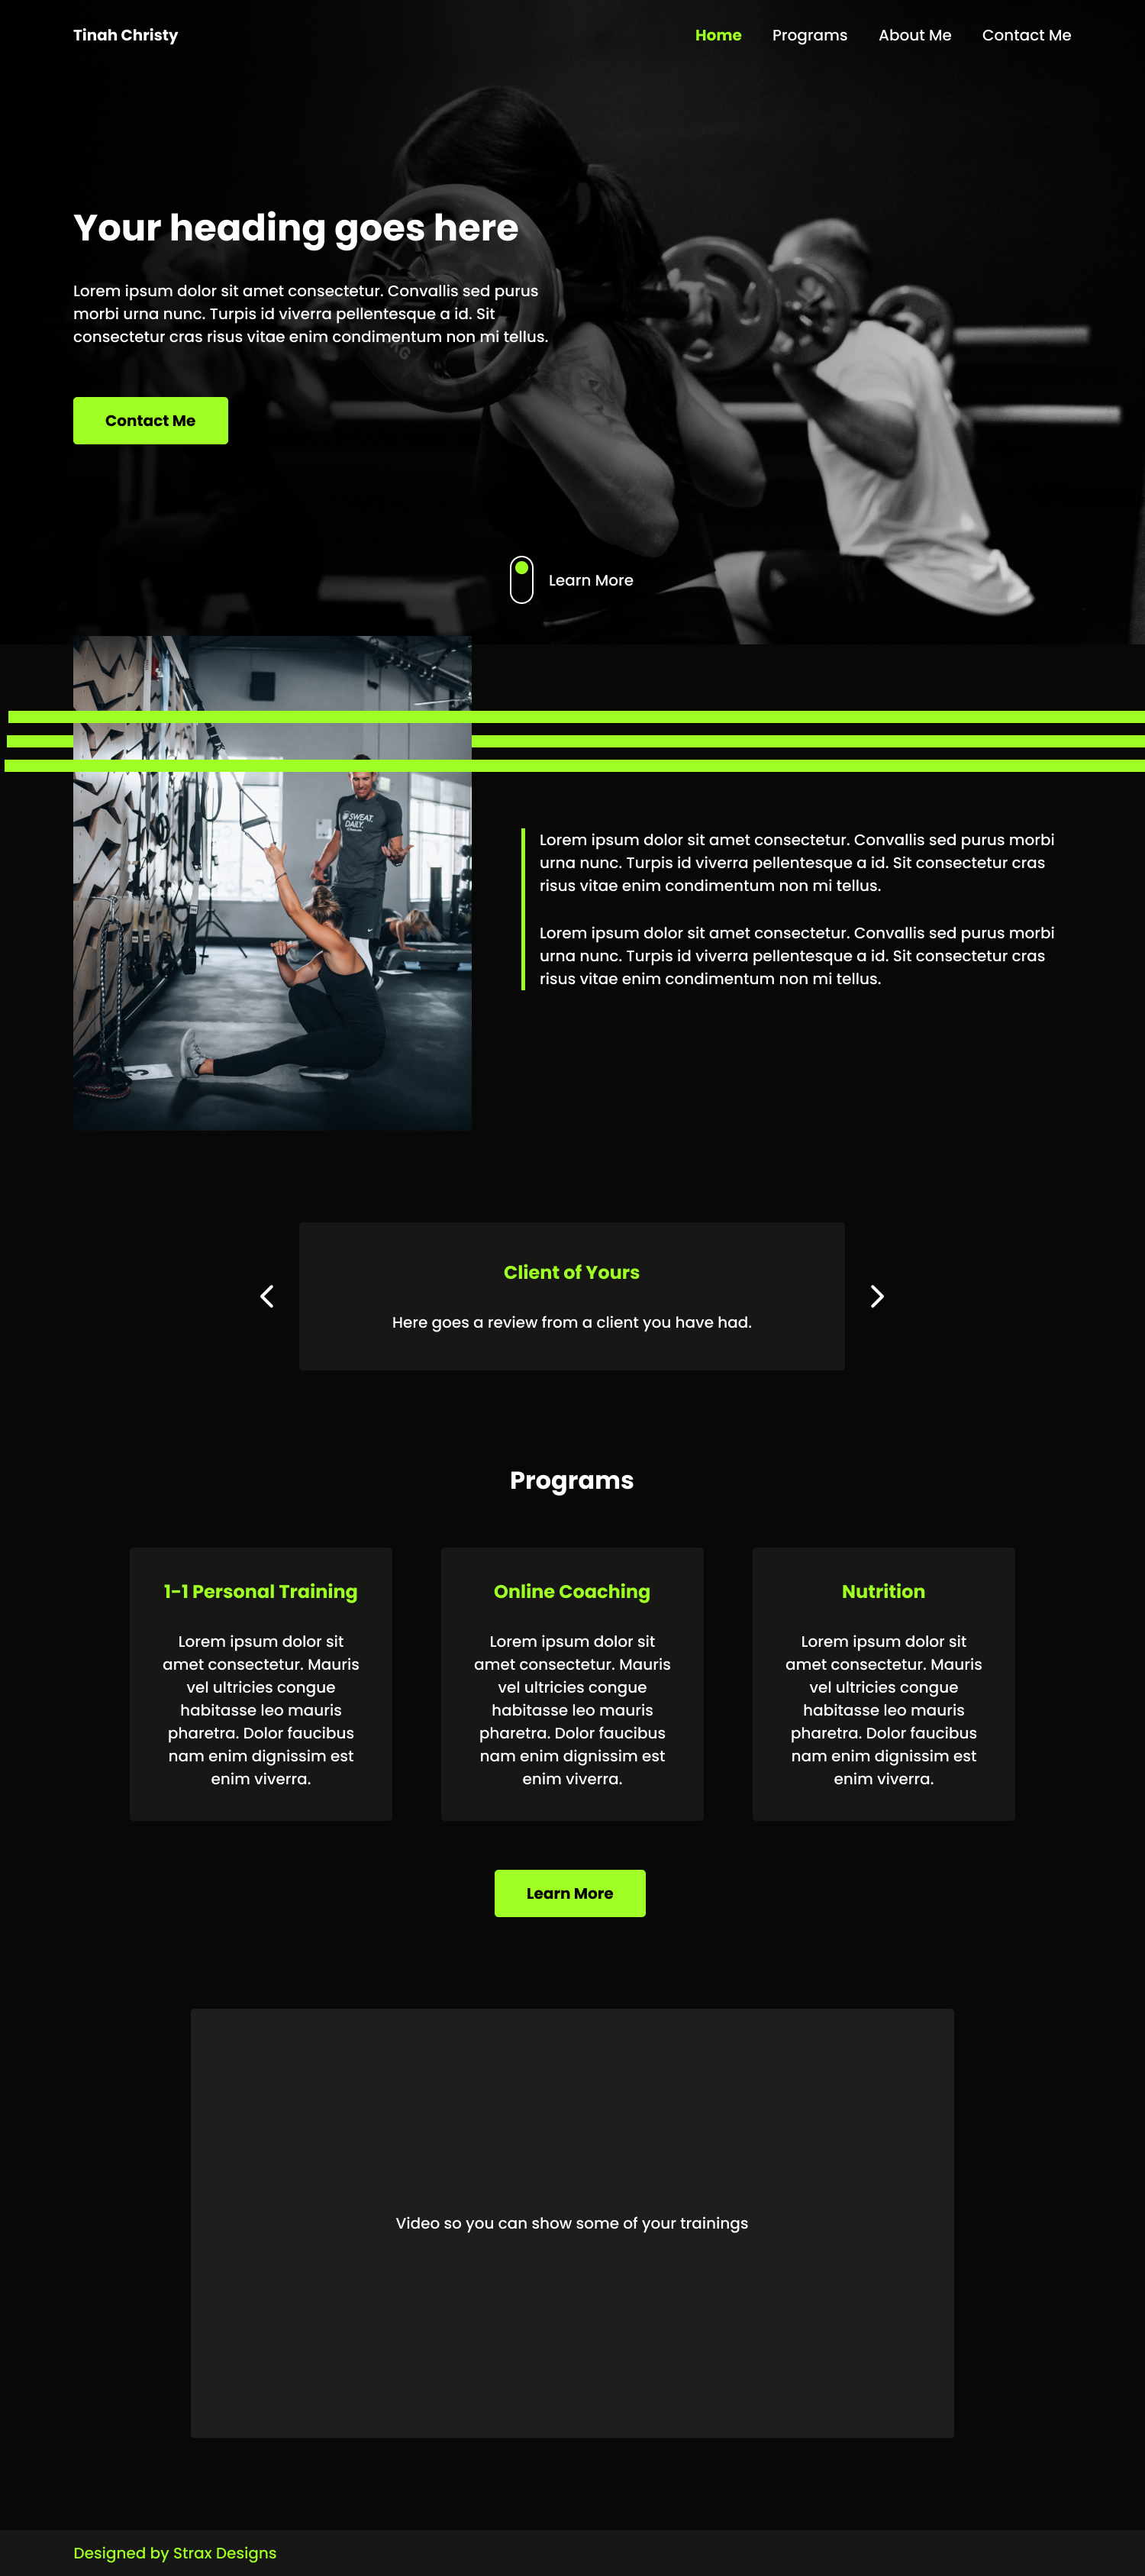 Tinah Christy
Home Programs About Me Contact Me
Your heading goes here
Lorem ipsum dolor sit amet consectetur. Convallis sed purus
morbi urna nunc. Turpis id viverra pellentesque a id. Sit
consectetur cras risus vitae enim condimentum non mi tellus.
Contact Me
Learn More
SWEAT
DAILY.
Lorem ipsum dolor sit amet consectetur. Convallis sed purus morbi
urna nunc. Turpis id viverra pellentesque a id. Sit consectetur cras
risus vitae enim condimentum non mi tellus.
Lorem ipsum dolor sit amet consectetur. Convallis sed purus morbi
urna nunc. Turpis id viverra pellentesque a id. Sit consectetur cras
risus vitae enim condimentum non mi tellus.
3
Client of Yours
Here goes a review from a client you have had.
Programs
1-1 Personal Training
Lorem ipsum dolor sit
amet consectetur. Mauris
vel ultricies congue
habitasse leo mauris
pharetra. Dolor faucibus
nam enim dignissim est
enim viverra.
Online Coaching
Lorem ipsum dolor sit
amet consectetur. Mauris
vel ultricies congue
habitasse leo mauris
pharetra. Dolor faucibus
nam enim dignissim est
enim viverra.
Nutrition
Lorem ipsum dolor sit
amet consectetur. Mauris
vel ultricies congue
habitasse leo mauris
pharetra. Dolor faucibus
nam enim dignissim est
enim viverra.
Learn More
Video so you can show some of your trainings
Designed by Strax Designs